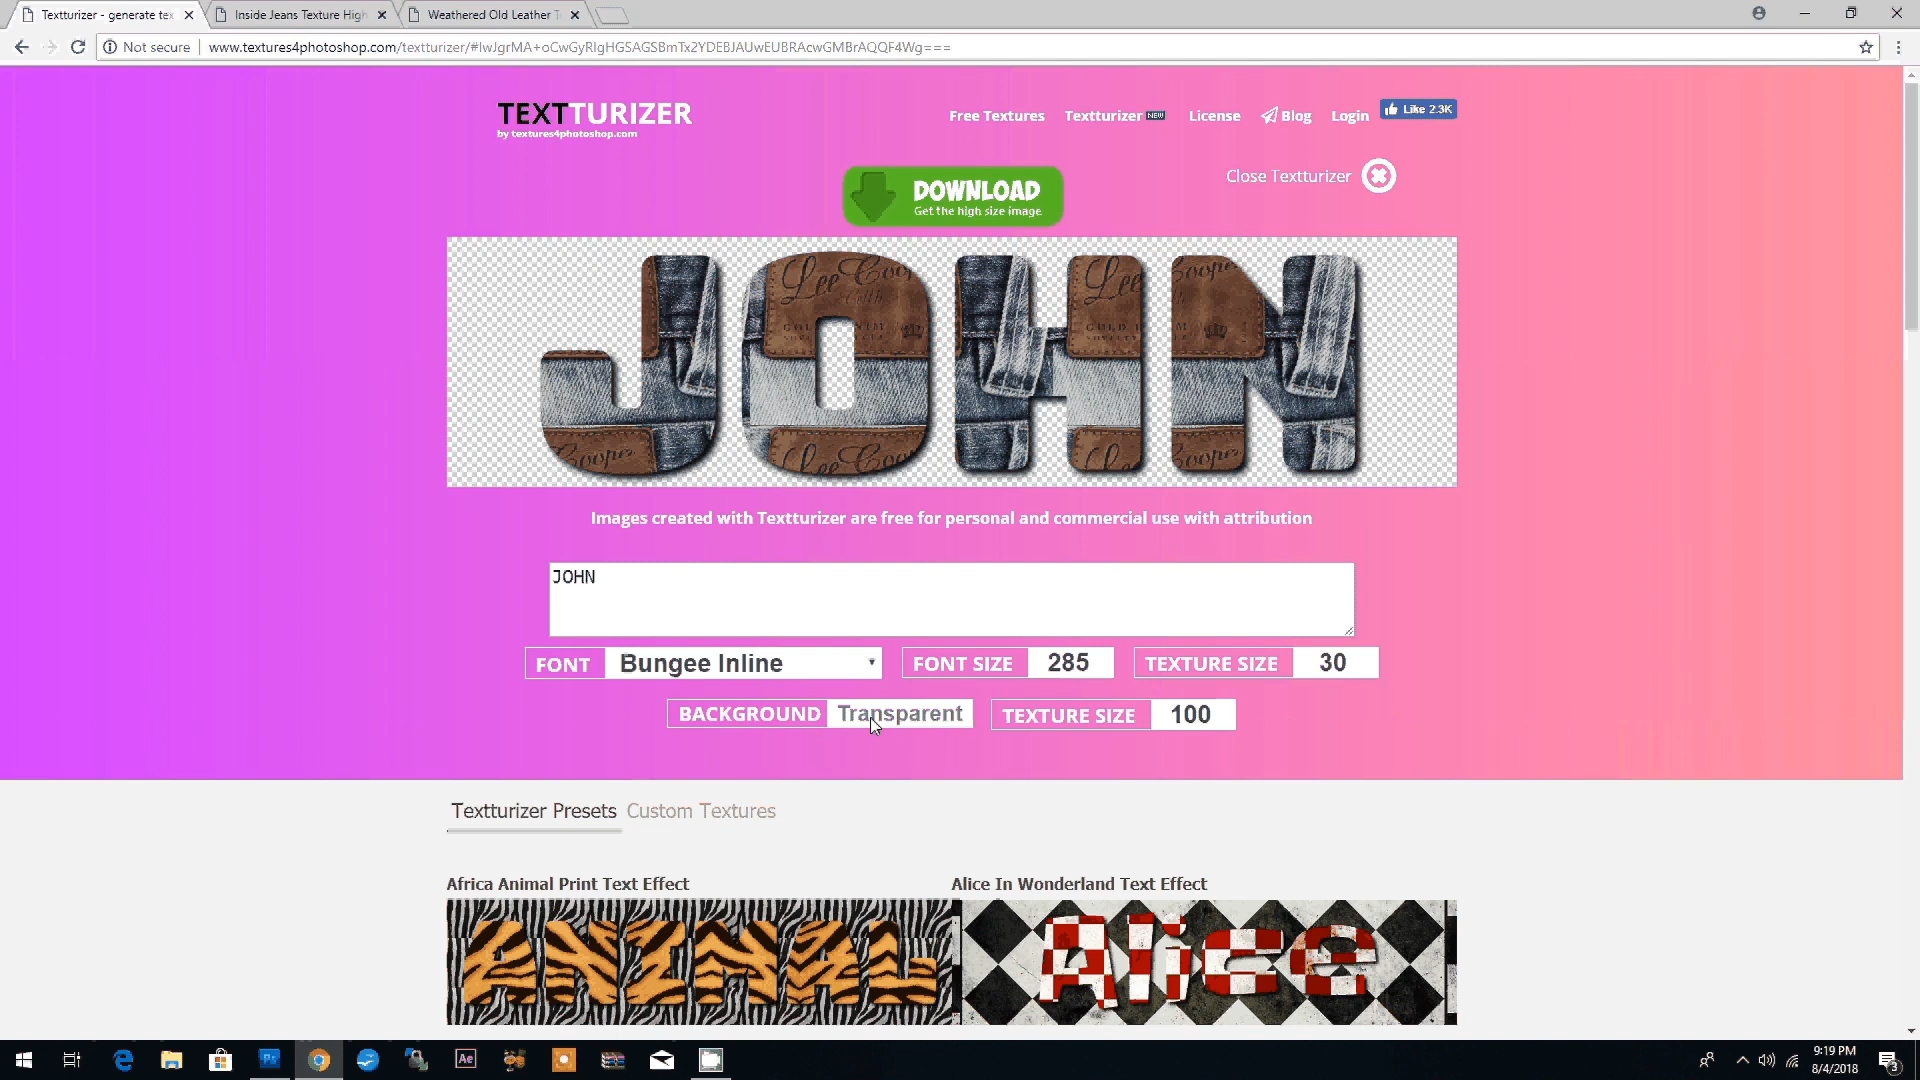 Textturizer - generate tex
Inside Jeans Texture High
Weathered Old Leather T
Not secure
www.textures4photoshop.com/textturizer/#IwJgrMA+oCwGyRIgHGSAGSBmTx2YDEBJAUwEUBRAcwGMBrAQQF4Wg===
TEXTTURIZER
by textures4photoshop.com
Free Textures
Textturizer NEW
License
Blog
Login
Like 2.3K
Close Textturizer
DOWNLOAD
Get the high size image
JOHN
Images created with Textturizer are free for personal and commercial use with attribution
JOHN
FONT Bungee Inline
FONT SIZE 285
TEXTURE SIZE 30
BACKGROUND Transparent
TEXTURE SIZE 100
Textturizer Presets
Custom Textures
Africa Animal Print Text Effect
Alice In Wonderland Text Effect
ANIMAL
Alice
Ps
Ae
9:19 PM
8/4/2018
3